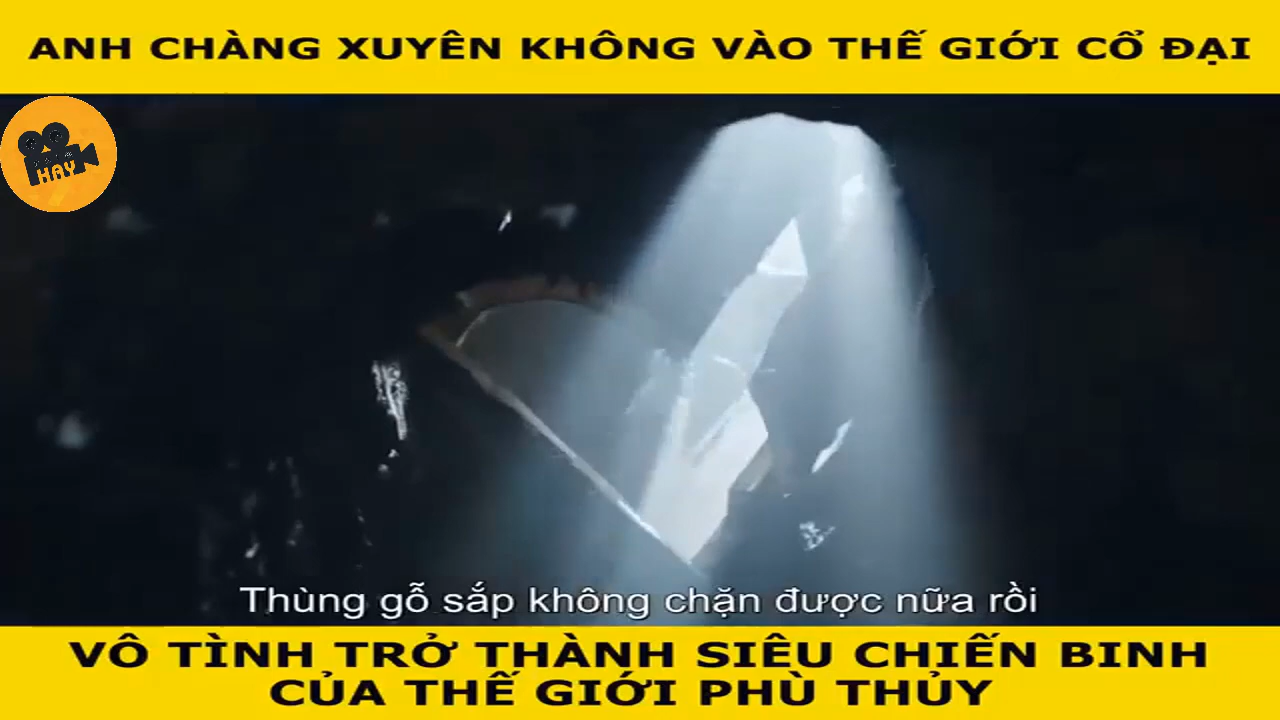 ANH CHÀNG XUYÊN KHÔNG VÀO THẾ GIỚI CỔ ĐẠI
HAY
Thùng gỗ sắp không chặn được nữa rồi
VÔ TÌNH TRỞ THÀNH SIÊU CHIẾN BINH
CỦA THẾ GIỚI PHÙ THỦY